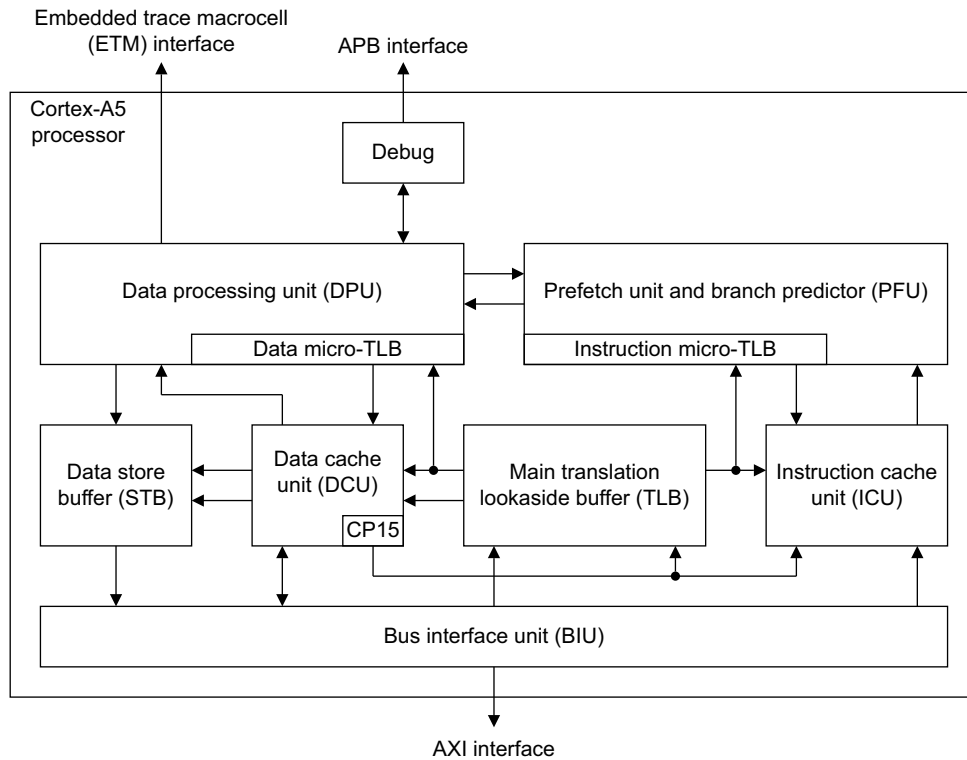 Embedded trace macrocell
(ETM) interface
APB interface
Cortex-A5
processor
Debug
Data processing unit (DPU)
Prefetch unit and branch predictor (PFU)
Data micro-TLB
Instruction micro-TLB
Data store
buffer (STB)
Data cache
unit (DCU)
CP15
Main translation
lookaside buffer (TLB)
Instruction cache
unit (ICU)
Bus interface unit (BIU)
AXI interface